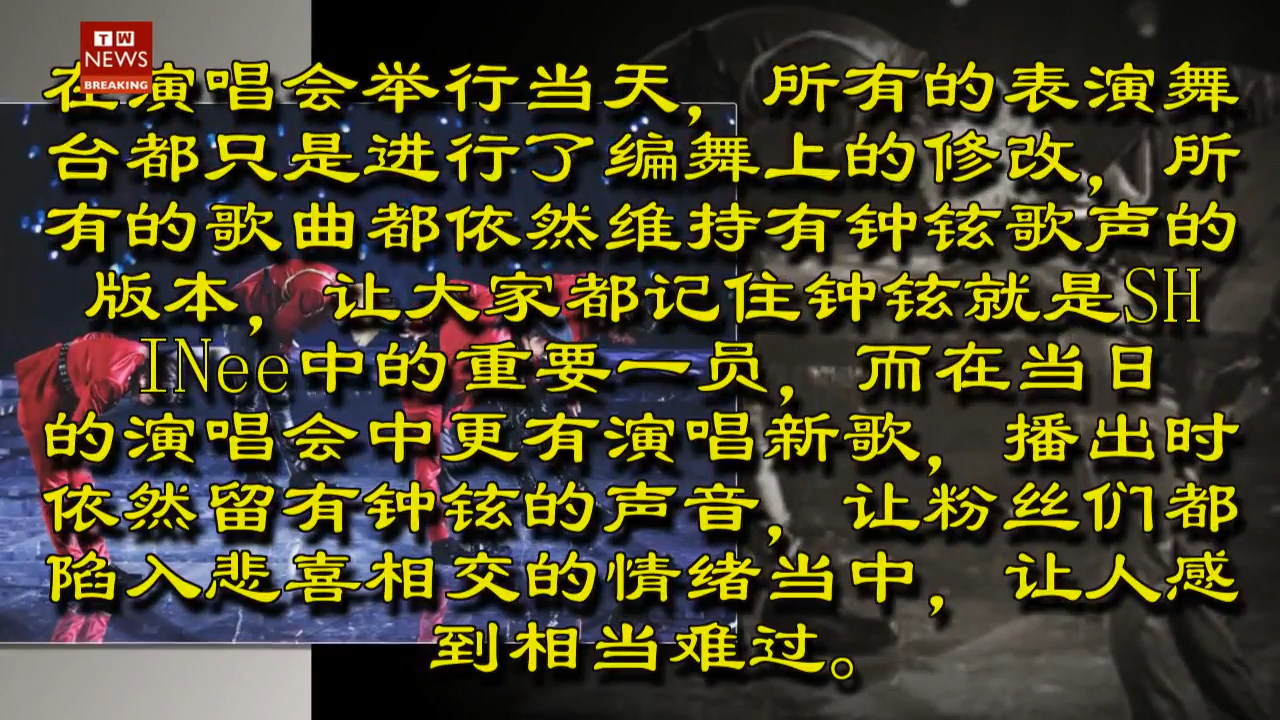 TW
NEWS
BREAKING
在演唱会举行当天，所有的表演舞
台都只是进行了编舞上的修改，所
有的歌曲都依然维持有钟铉歌声的
版本，让大家都记住钟铉就是SH
INee中的重要一员，而在当日
的演唱会中更有演唱新歌，播出时
依然留有钟铉的声音，让粉丝们都
陷入悲喜相交的情绪当中，让人感
到相当难过。